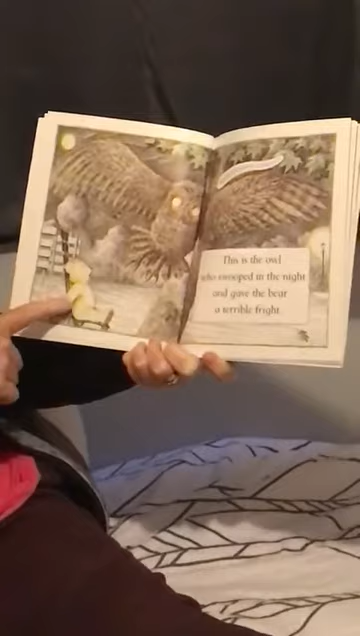 This is the owl
who swooped in the night
and gave the bear
a terrible fright.